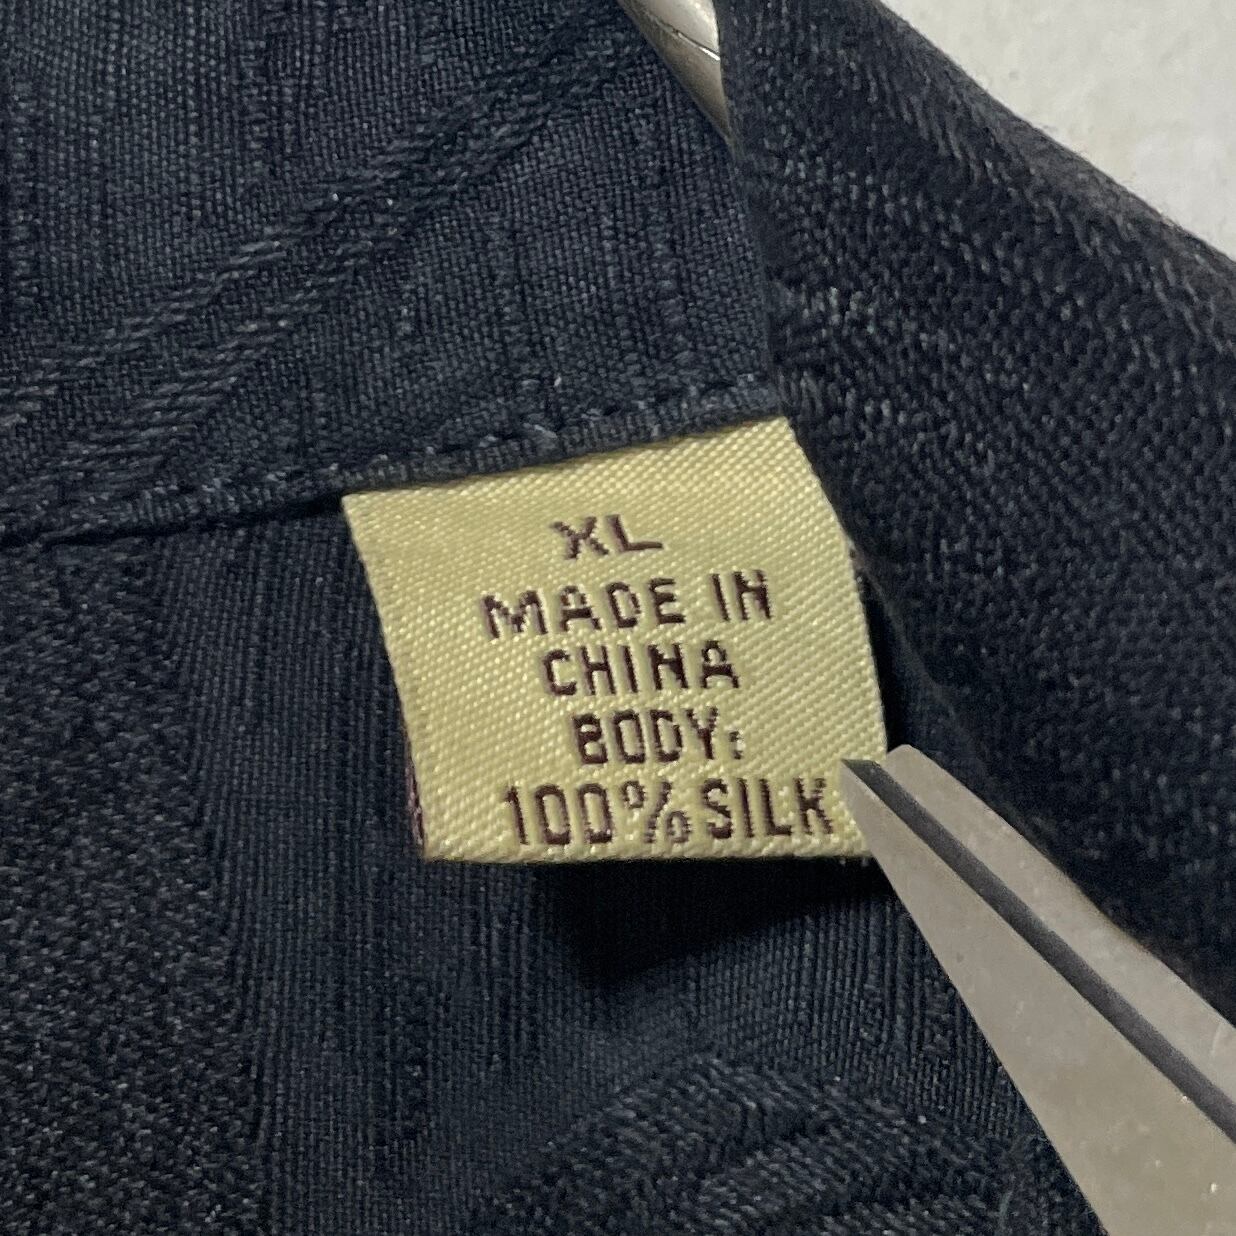 XL
MADE IN
CHINA
BODY:
100% SILK